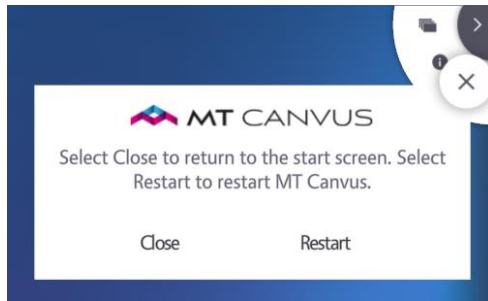 MT CANVUS
Select Close to return to the start screen. Select
Restart to restart MT Canvus.
Close Restart